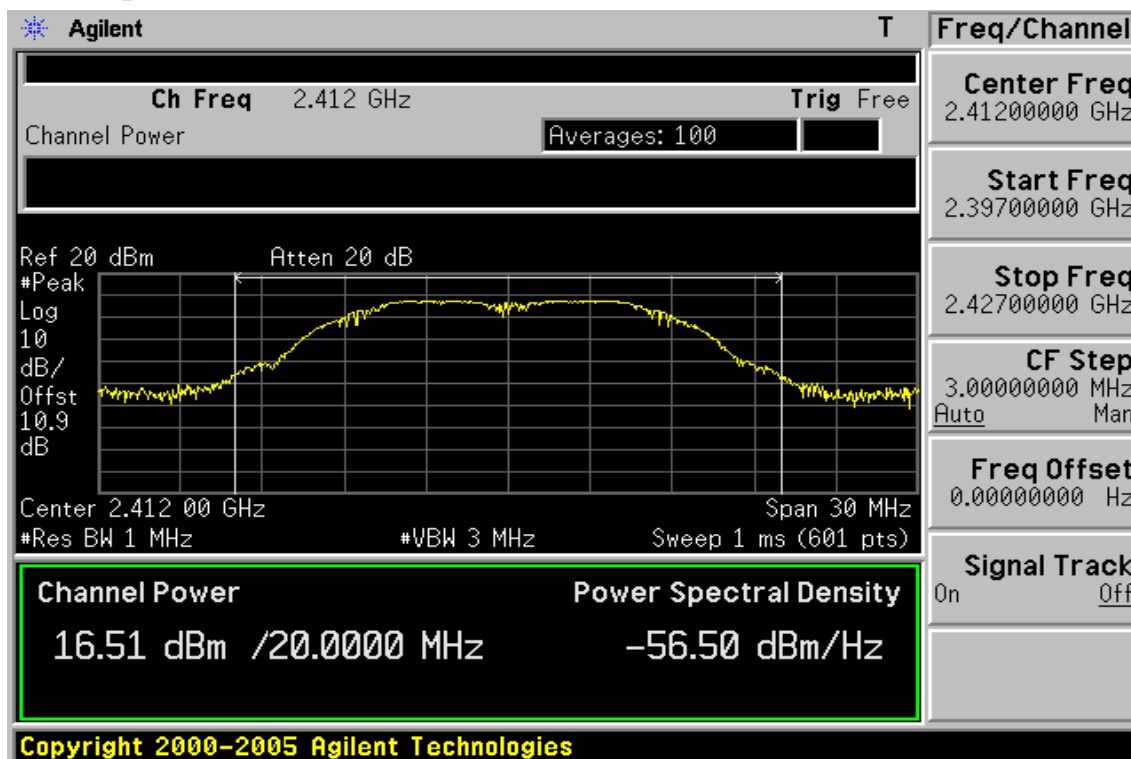 Agilent T Freq/Channel
Ch Freq 2.412 GHz Trig Free
Channel Power Averages: 100
Ref 20 dBm Atten 20 dB
#Peak
Log
10
dB/
Offst
10.9
dB
Center 2.412 00 GHz Span 30 MHz
#Res BW 1 MHz #VBW 3 MHz Sweep 1 ms (601 pts)
Channel Power Power Spectral Density
16.51 dBm /20.0000 MHz -56.50 dBm/Hz
Copyright 2000-2005 Agilent Technologies
Center Freq
2.41200000 GHz
Start Freq
2.39700000 GHz
Stop Freq
2.42700000 GHz
CF Step
3.00000000 MHz
Auto Man
Freq Offset
0.00000000 Hz
Signal Track
On Off